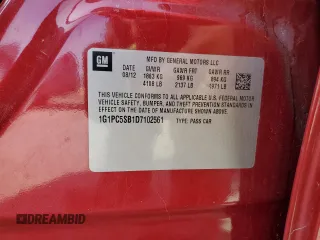 GM
MFD BY GENERAL MOTORS LLC
DATE GVWR GAWR FRT GAWR RR
08/12 1863 KG 969 KG 894 KG
4108 LB 2137 LB 1971 LB
THIS VEHICLE CONFORMS TO ALL APPLICABLE U.S. FEDERAL MOTOR
VEHICLE SAFETY, BUMPER, AND THEFT PREVENTION STANDARDS IN
EFFECT ON THE DATE OF MANUFACTURE SHOWN ABOVE.
1G1PC5SB1D7102561 TYPE: PASS CAR
DREAMBID